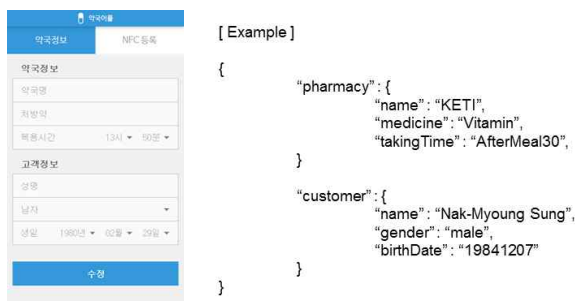 약국어플
약국정보 NFC등록
약국정보
약국명
처방약
복용시간 13시 50분
고객정보
성명
남자
생일 1980년 02월 29일
수정
[ Example ]
{
“pharmacy” : {
“name” : “KETI”,
“medicine” : “Vitamin”,
“takingTime” : “AfterMeal30”,
}
“customer” : {
“name” : “Nak-Myoung Sung”,
“gender” : “male”,
“birthDate” : “19841207”
}
}